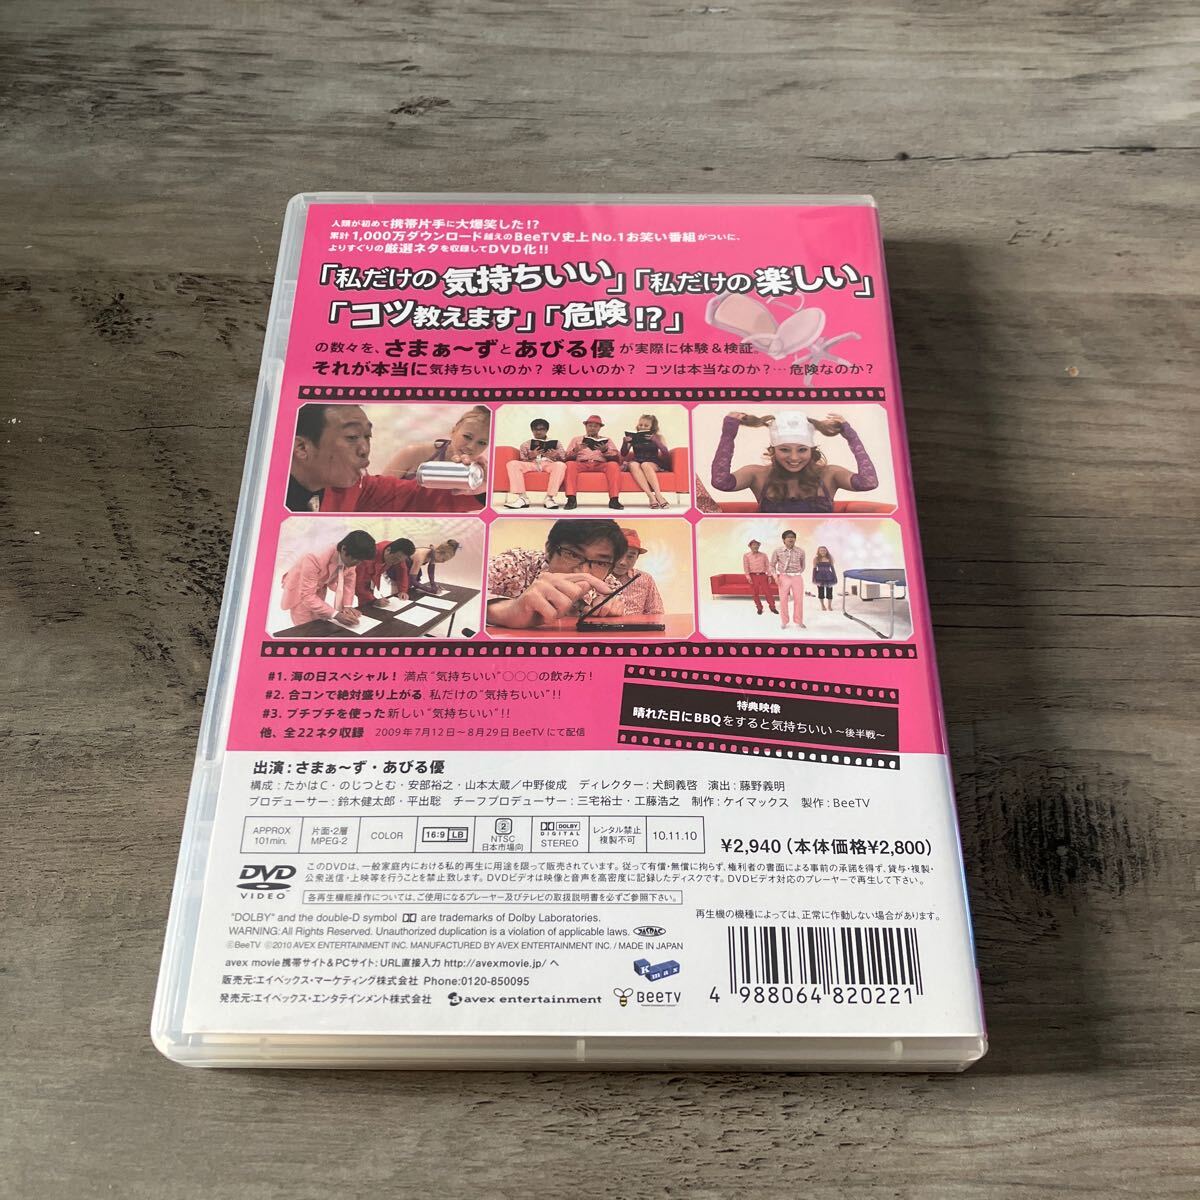 人類が初めて携帯片手に大爆笑した!?
累計1,000万ダウンロード越えのBeeTV史上No.1お笑い番組がついに、
よりすぐりの厳選ネタを収録してDVD化!!
「私だけの気持ちいい」「私だけの楽しい」
「コツ教えます」「危険!?」
の数々を、さまぁ～ずとあびる優が実際に体験&検証。
それが本当に気持ちいいのか? 楽しいのか? コツは本当なのか?…危険なのか?
#1. 海の日スペシャル! 満点“気持ちいい”○○○の飲み方!
#2. 合コンで絶対盛り上がる 私だけの“気持ちいい”!!
#3. プチプチを使った新しい“気持ちいい”!!
他、全22ネタ収録 2009年7月12日～8月29日BeeTVにて配信
特典映像
晴れた日にBBQをすると気持ちいい ～後半戦～
出演:さまぁ～ず・あびる優
構成:たかはC・のじつとむ・安部裕之・山本太蔵/中野俊成 ディレクター:犬飼義啓 演出:藤野義明
プロデューサー:鈴木健太郎・平出聡 チーフプロデューサー:三宅裕士・工藤浩之 制作:ケイマックス 製作:BeeTV
APPROX 101min.
片面・2層 MPEG-2
COLOR
16:9 LB
2 NTSC 日本市場向
DOLBY DIGITAL STEREO
レンタル禁止 複製不可
10.11.10
¥2,940(本体価格¥2,800)
DVD VIDEO
このDVDは、一般家庭内における私的再生に用途を限って販売されています。従って有償・無償に拘らず、権利者の書面による事前の承諾を得ず、貸与・複製・
公衆送信・上映等を行うことを禁止致します。DVDビデオは映像と音声を高密度に記録したディスクです。DVDビデオ対応のプレーヤーで再生して下さい。
各再生機能操作については、ご使用になるプレーヤー及びテレビの取扱説明書を必ずご参照下さい。
再生機の機種によっては、正常に作動しない場合があります。
"DOLBY" and the double-D symbol are trademarks of Dolby Laboratories.
WARNING: All Rights Reserved. Unauthorized duplication is a violation of applicable laws.
ⓒBeeTV ⓒ2010 AVEX ENTERTAINMENT INC. MANUFACTURED BY AVEX ENTERTAINMENT INC. / MADE IN JAPAN
avex movie携帯サイト&PCサイト:URL直接入力 http://avexmovie.jp/ へ
販売元:エイベックス・マーケティング株式会社 Phone:0120-850095
発売元:エイベックス・エンタテインメント株式会社
avex entertainment
BeeTV
K max
4 988064 820221